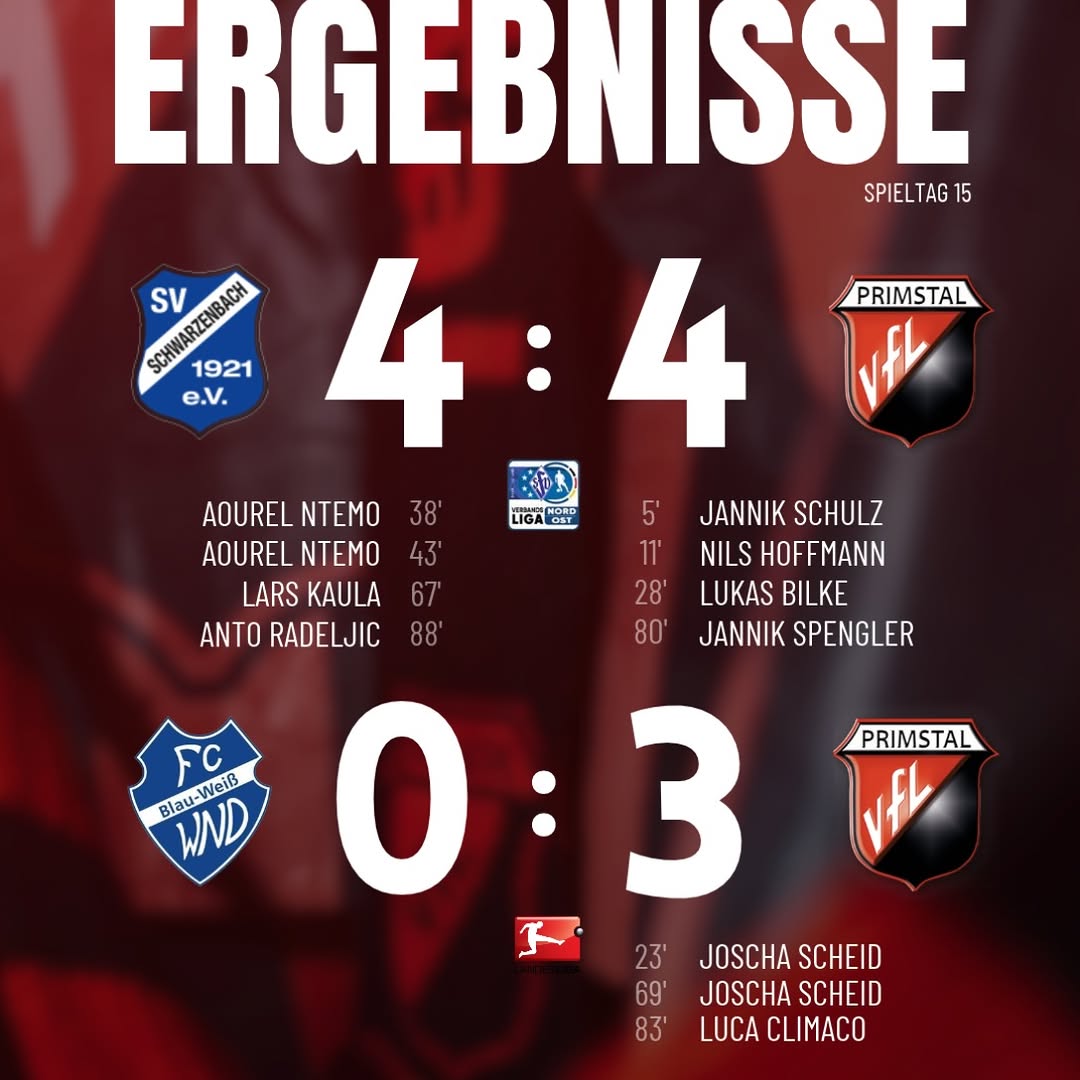 ERGEBNISSE
SPIELTAG 15
SV
SCHWARZENBACH
1921
e.V.
4 : 4
PRIMSTAL
VfL
VERBANDS
LIGA
NORD
OST
AOUREL NTEMO 38'
AOUREL NTEMO 43'
LARS KAULA 67'
ANTO RADELJIC 88'
5' JANNIK SCHULZ
11' NILS HOFFMANN
28' LUKAS BILKE
80' JANNIK SPENGLER
FC
Blau-Weiß
WND
0 : 3
PRIMSTAL
VfL
LANDESLIGA
23' JOSCHA SCHEID
69' JOSCHA SCHEID
83' LUCA CLIMACO